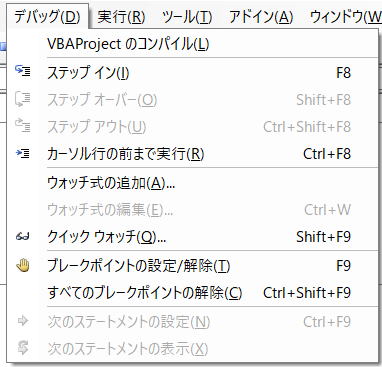 デバッグ(D) 実行(R) ツール(T) アドイン(A) ウィンドウ(W
VBAProject のコンパイル(L)
ステップ イン(I) F8
ステップ オーバー(O) Shift+F8
ステップ アウト(U) Ctrl+Shift+F8
カーソル行の前まで実行(R) Ctrl+F8
ウォッチ式の追加(A)...
ウォッチ式の編集(E)... Ctrl+W
クイック ウォッチ(Q)... Shift+F9
ブレークポイントの設定/解除(T) F9
すべてのブレークポイントの解除(C) Ctrl+Shift+F9
次のステートメントの設定(N) Ctrl+F9
次のステートメントの表示(X)